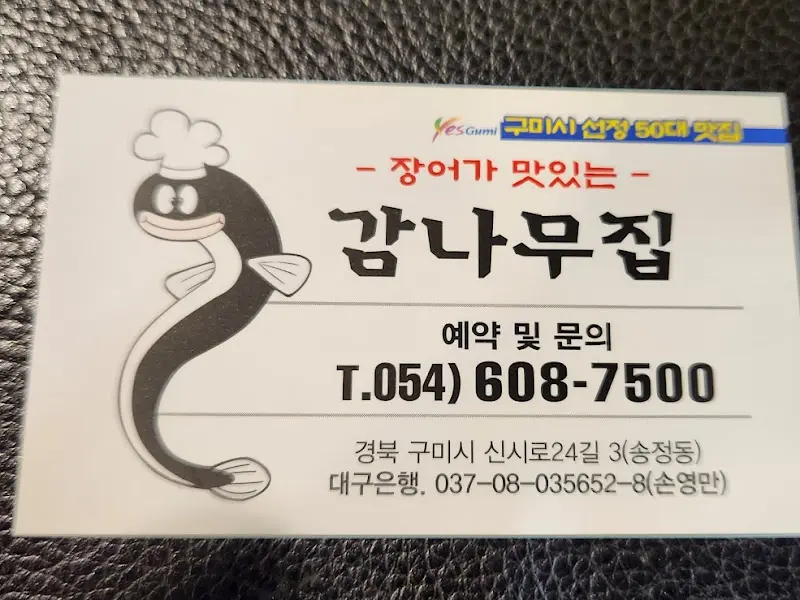 YesGumi 구미시 선정 50대 맛집
- 장어가 맛있는 -
감나무집
예약 및 문의
T.054) 608-7500
경북 구미시 신시로24길 3(송정동)
대구은행. 037-08-035652-8(손영만)